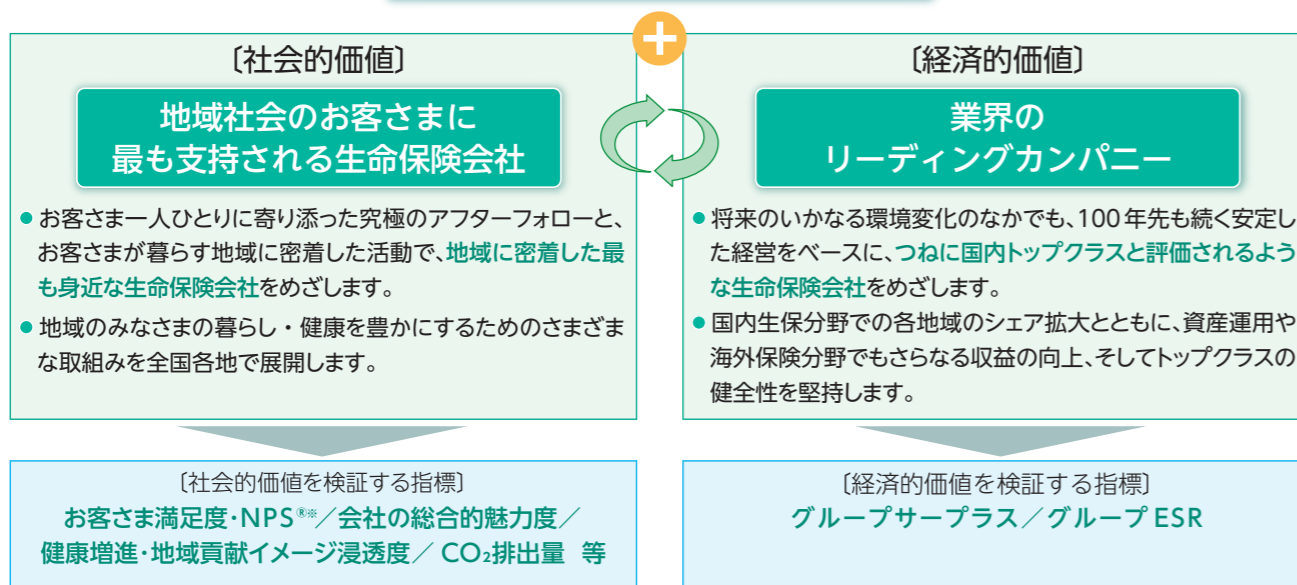 〔社会的価値〕
地域社会のお客さまに
最も支持される生命保険会社
● お客さま一人ひとりに寄り添った究極のアフターフォローと、
お客さまが暮らす地域に密着した活動で、地域に密着した最
も身近な生命保険会社をめざします。
● 地域のみなさまの暮らし・健康を豊かにするためのさまざま
な取組みを全国各地で展開します。
〔社会的価値を検証する指標〕
お客さま満足度・NPS®※／会社の総合的魅力度／
健康増進・地域貢献イメージ浸透度／ CO₂排出量 等
〔経済的価値〕
業界の
リーディングカンパニー
● 将来のいかなる環境変化のなかでも、100年先も続く安定し
た経営をベースに、つねに国内トップクラスと評価されるよう
な生命保険会社をめざします。
● 国内生保分野での各地域のシェア拡大とともに、資産運用や
海外保険分野でもさらなる収益の向上、そしてトップクラスの
健全性を堅持します。
〔経済的価値を検証する指標〕
グループサープラス／グループ ESR